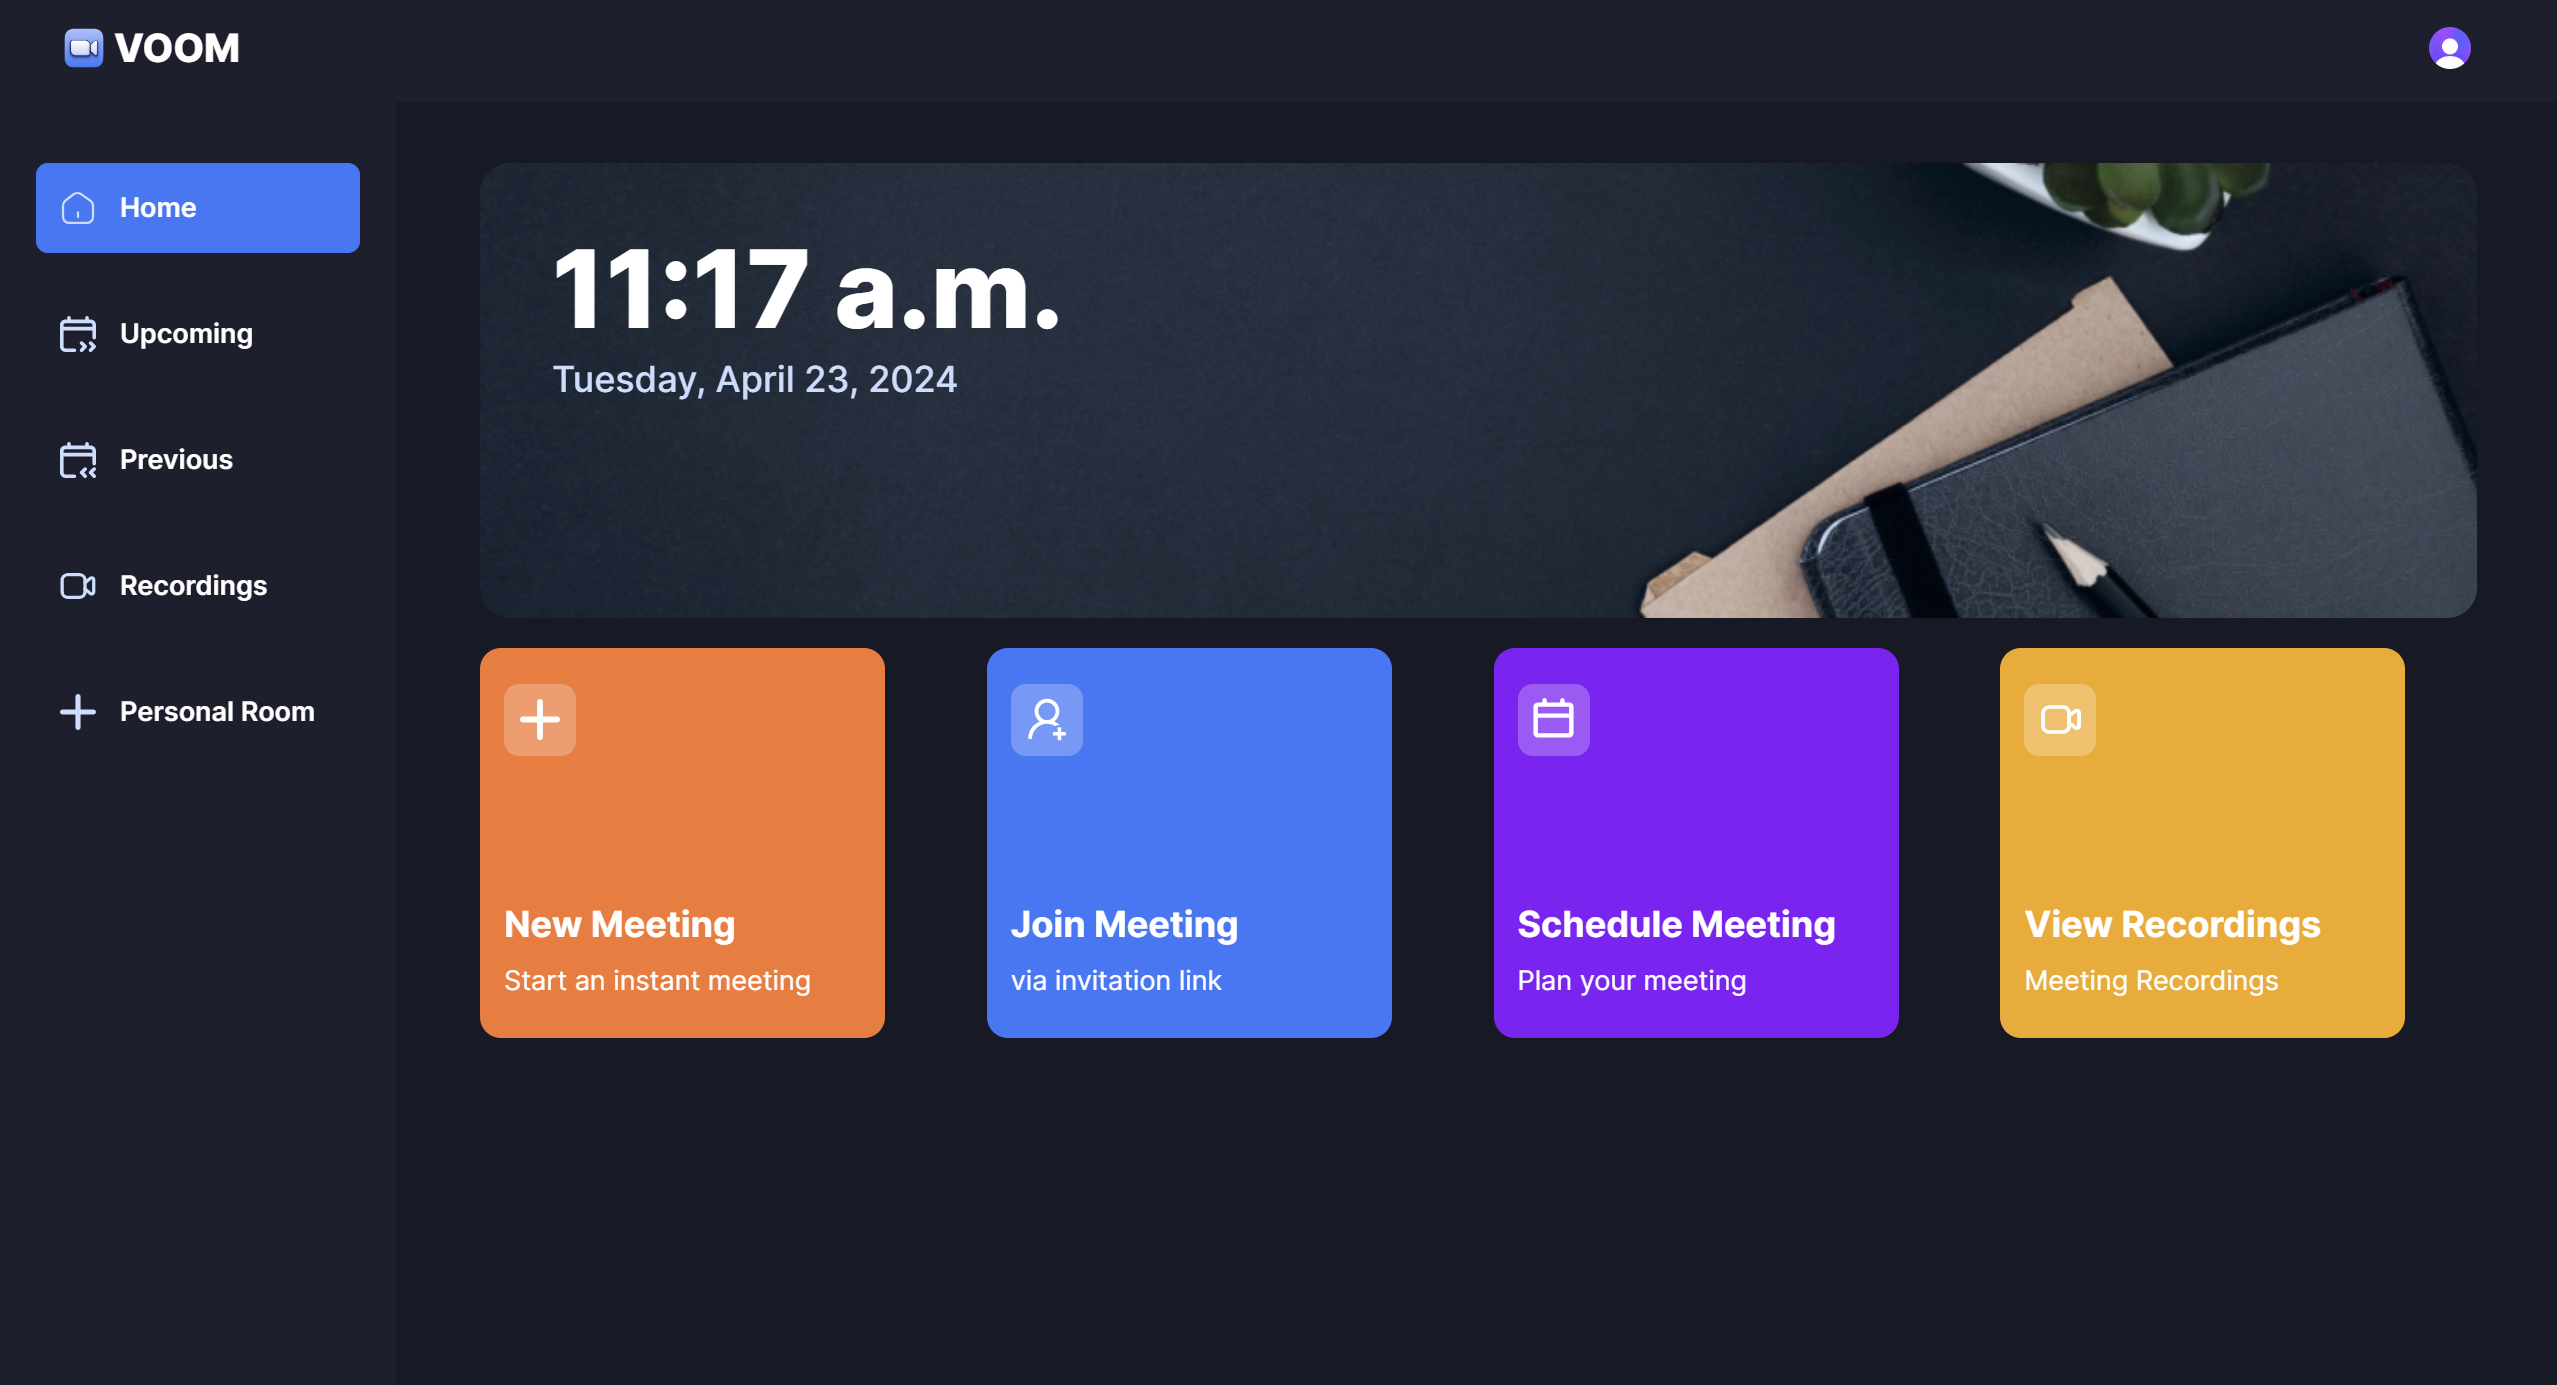 VOOM
Home
Upcoming
Previous
Recordings
Personal Room
11:17 a.m.
Tuesday, April 23, 2024
New Meeting
Start an instant meeting
Join Meeting
via invitation link
Schedule Meeting
Plan your meeting
View Recordings
Meeting Recordings